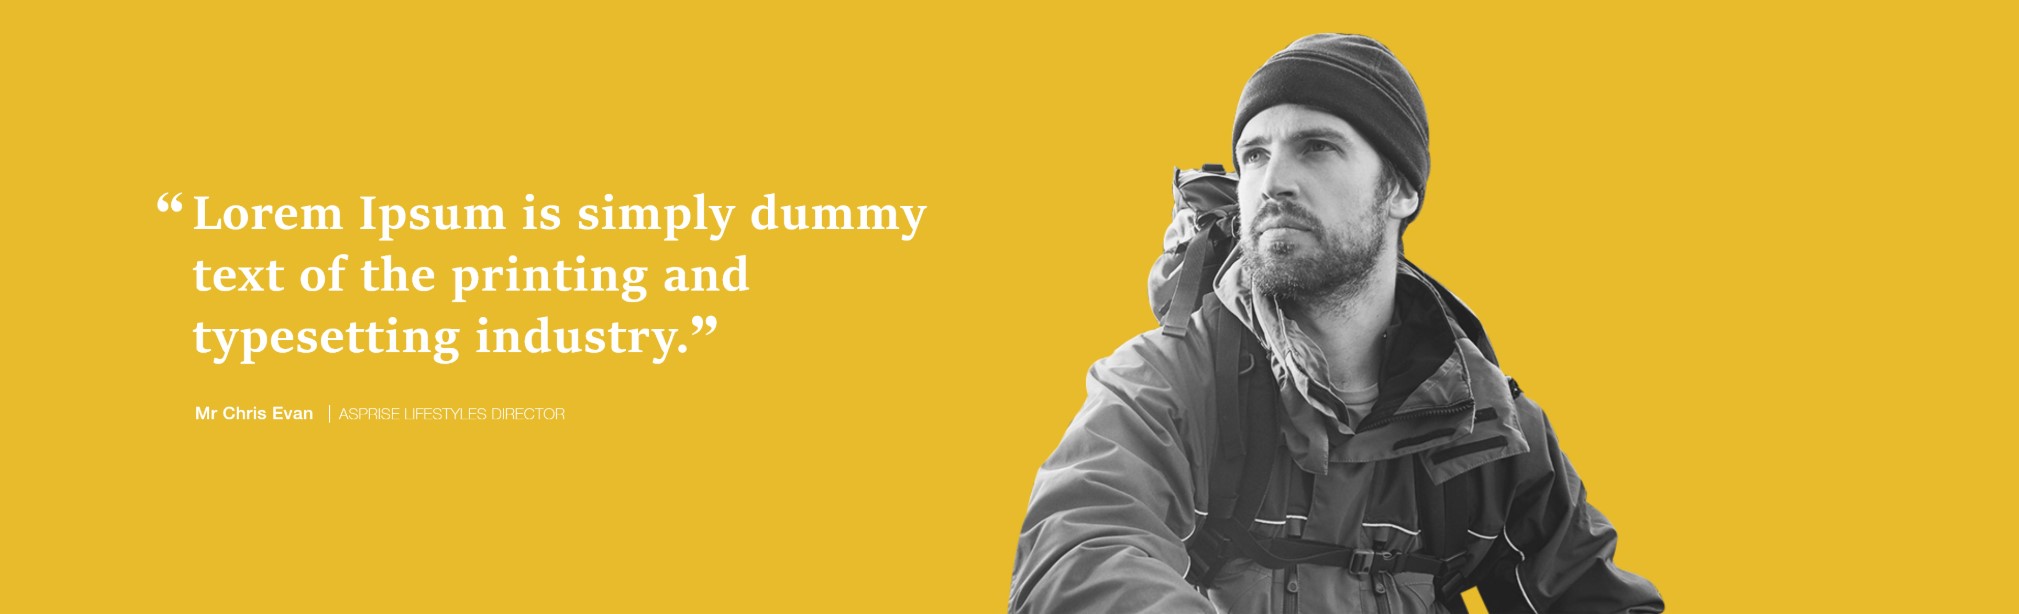 “Lorem Ipsum is simply dummy
text of the printing and
typesetting industry.”
Mr Chris Evan | ASPRISE LIFESTYLES DIRECTOR